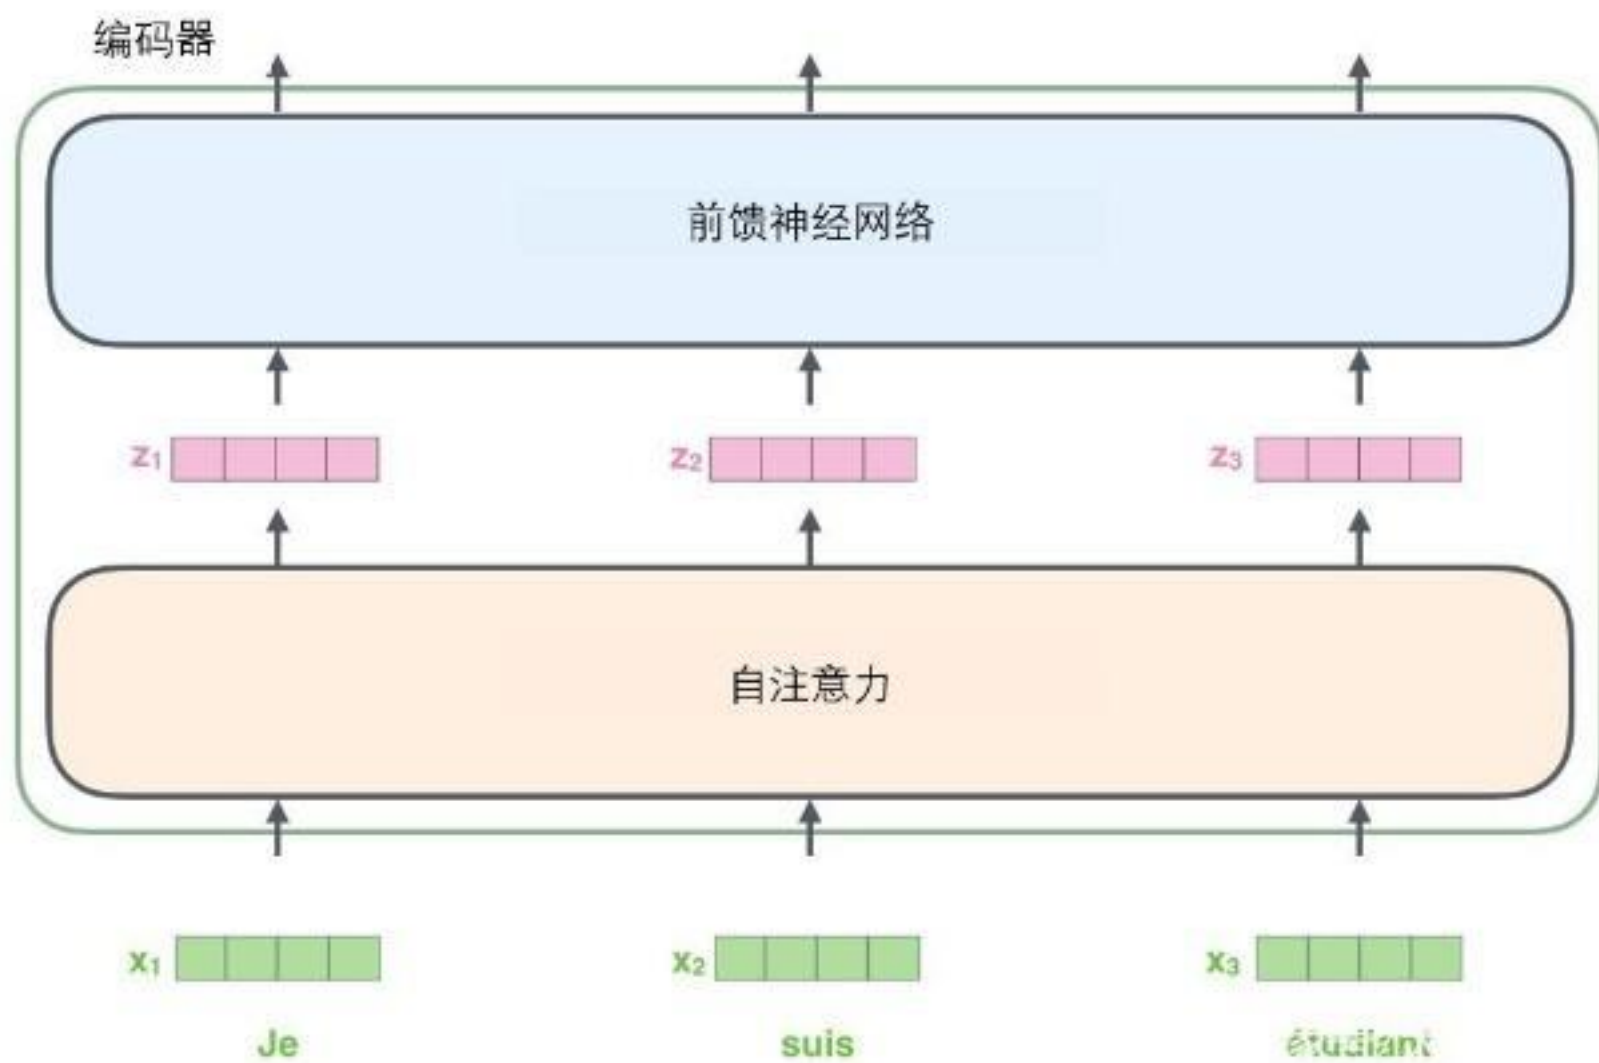 编码器
前馈神经网络
z₁ z₂ z₃
自注意力
x₁ x₂ x₃
Je suis étudiant